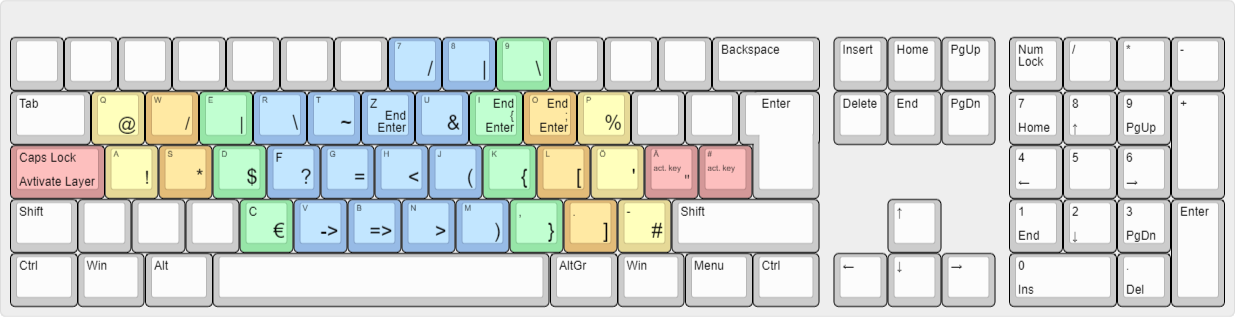 7 / 8 | 9 \ Backspace Insert Home PgUp Num Lock / * -
Tab Q @ W / E | R \ T ~ Z End Enter U & I End { Enter O End ; Enter P % Enter Delete End PgDn 7 Home 8 ↑ 9 PgUp +
Caps Lock Avtivate Layer A ! S * D $ F ? G = H < J ( K { L [ Ö ' Ä act. key " # act. key 4 ← 5 6 →
Shift C € V -> B => N > M ) , } . ] - # Shift ↑ 1 End 2 ↓ 3 PgDn Enter
Ctrl Win Alt AltGr Win Menu Ctrl ← ↓ → 0 Ins . Del